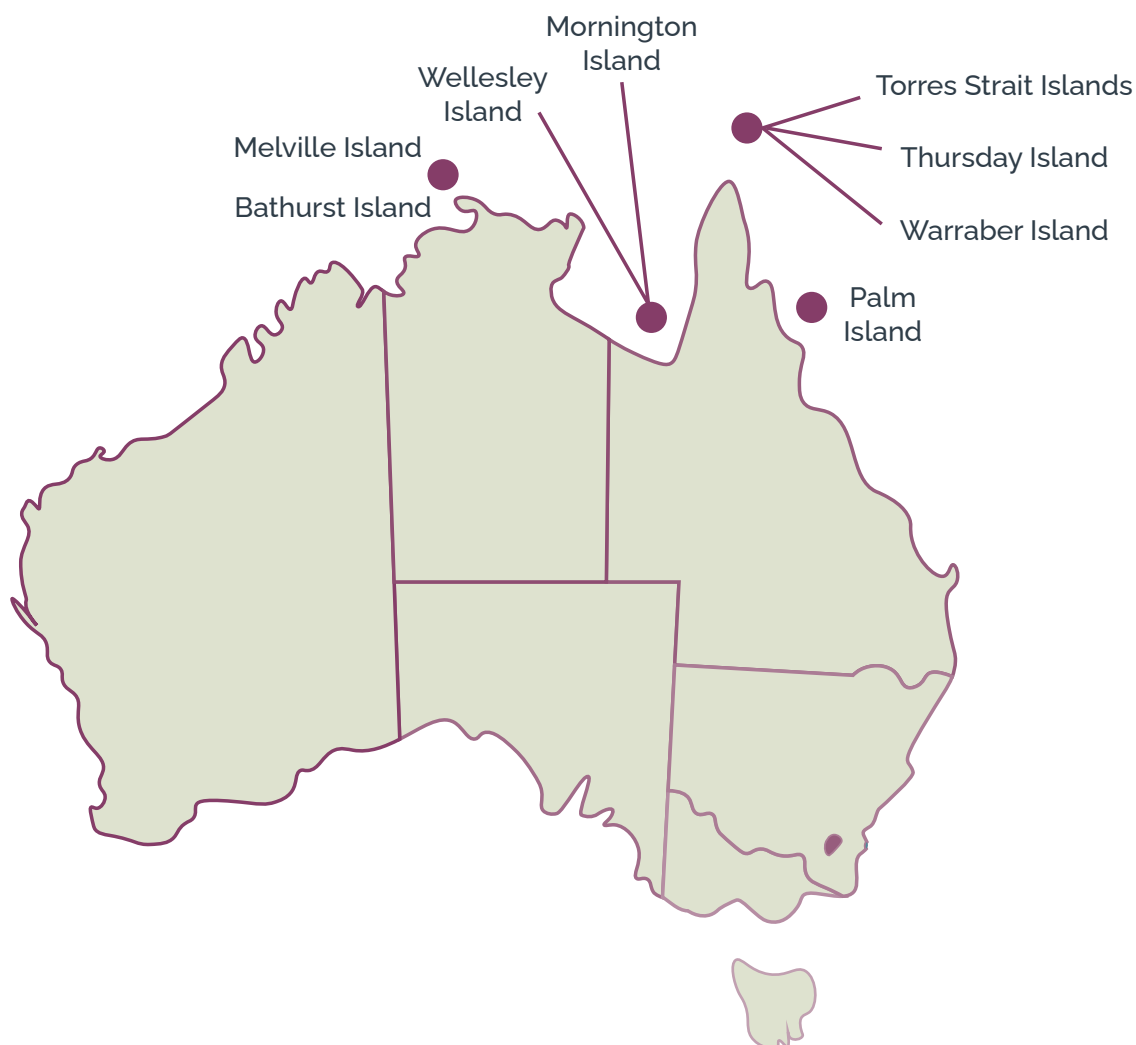 Mornington
Island
Wellesley
Island
Torres Strait Islands
Melville Island
Thursday Island
Bathurst Island
Warraber Island
Palm
Island